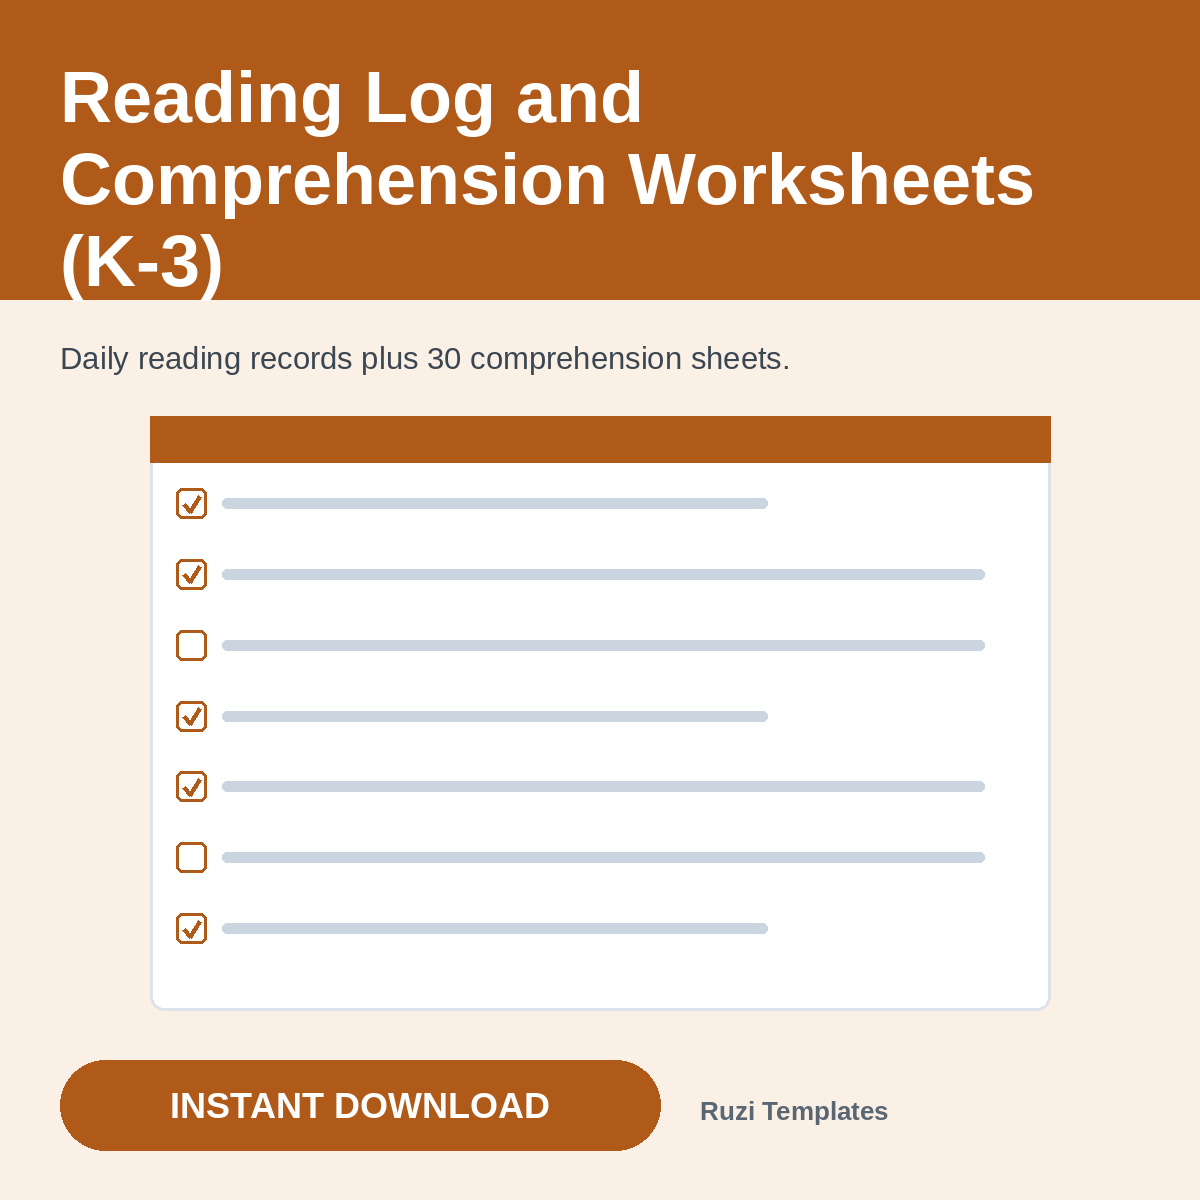 Reading Log and
Comprehension Worksheets
(K-3)
Daily reading records plus 30 comprehension sheets.
INSTANT DOWNLOAD
Ruzi Templates